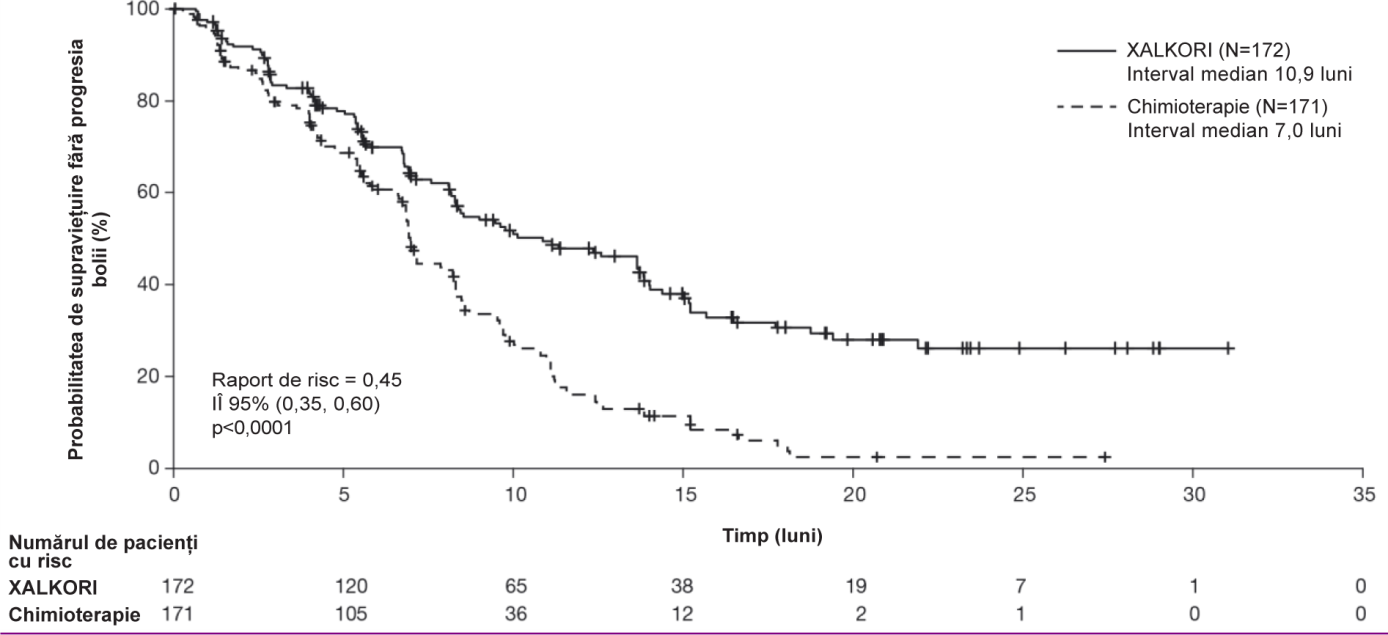 100
80
60
40
20
0
Probabilitatea de supraviețuire fără progresia
bolii (%)
XALKORI (N=172)
Interval median 10,9 luni
Chimioterapie (N=171)
Interval median 7,0 luni
Raport de risc = 0,45
IÎ 95% (0,35, 0,60)
p<0,0001
0 5 10 15 20 25 30 35
Timp (luni)
Numărul de pacienți
cu risc
XALKORI 172 120 65 38 19 7 1 0
Chimioterapie 171 105 36 12 2 1 0 0